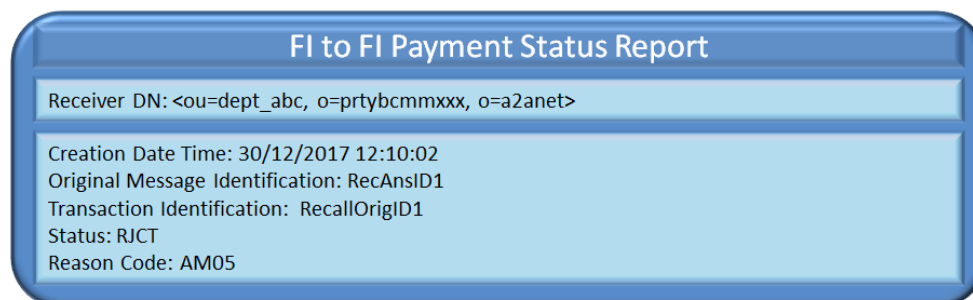 FI to FI Payment Status Report
Receiver DN: <ou=dept_abc, o=prtybcmmxxx, o=a2anet>
Creation Date Time: 30/12/2017 12:10:02
Original Message Identification: RecAnsID1
Transaction Identification:  RecallOrigID1
Status: RJCT
Reason Code: AM05